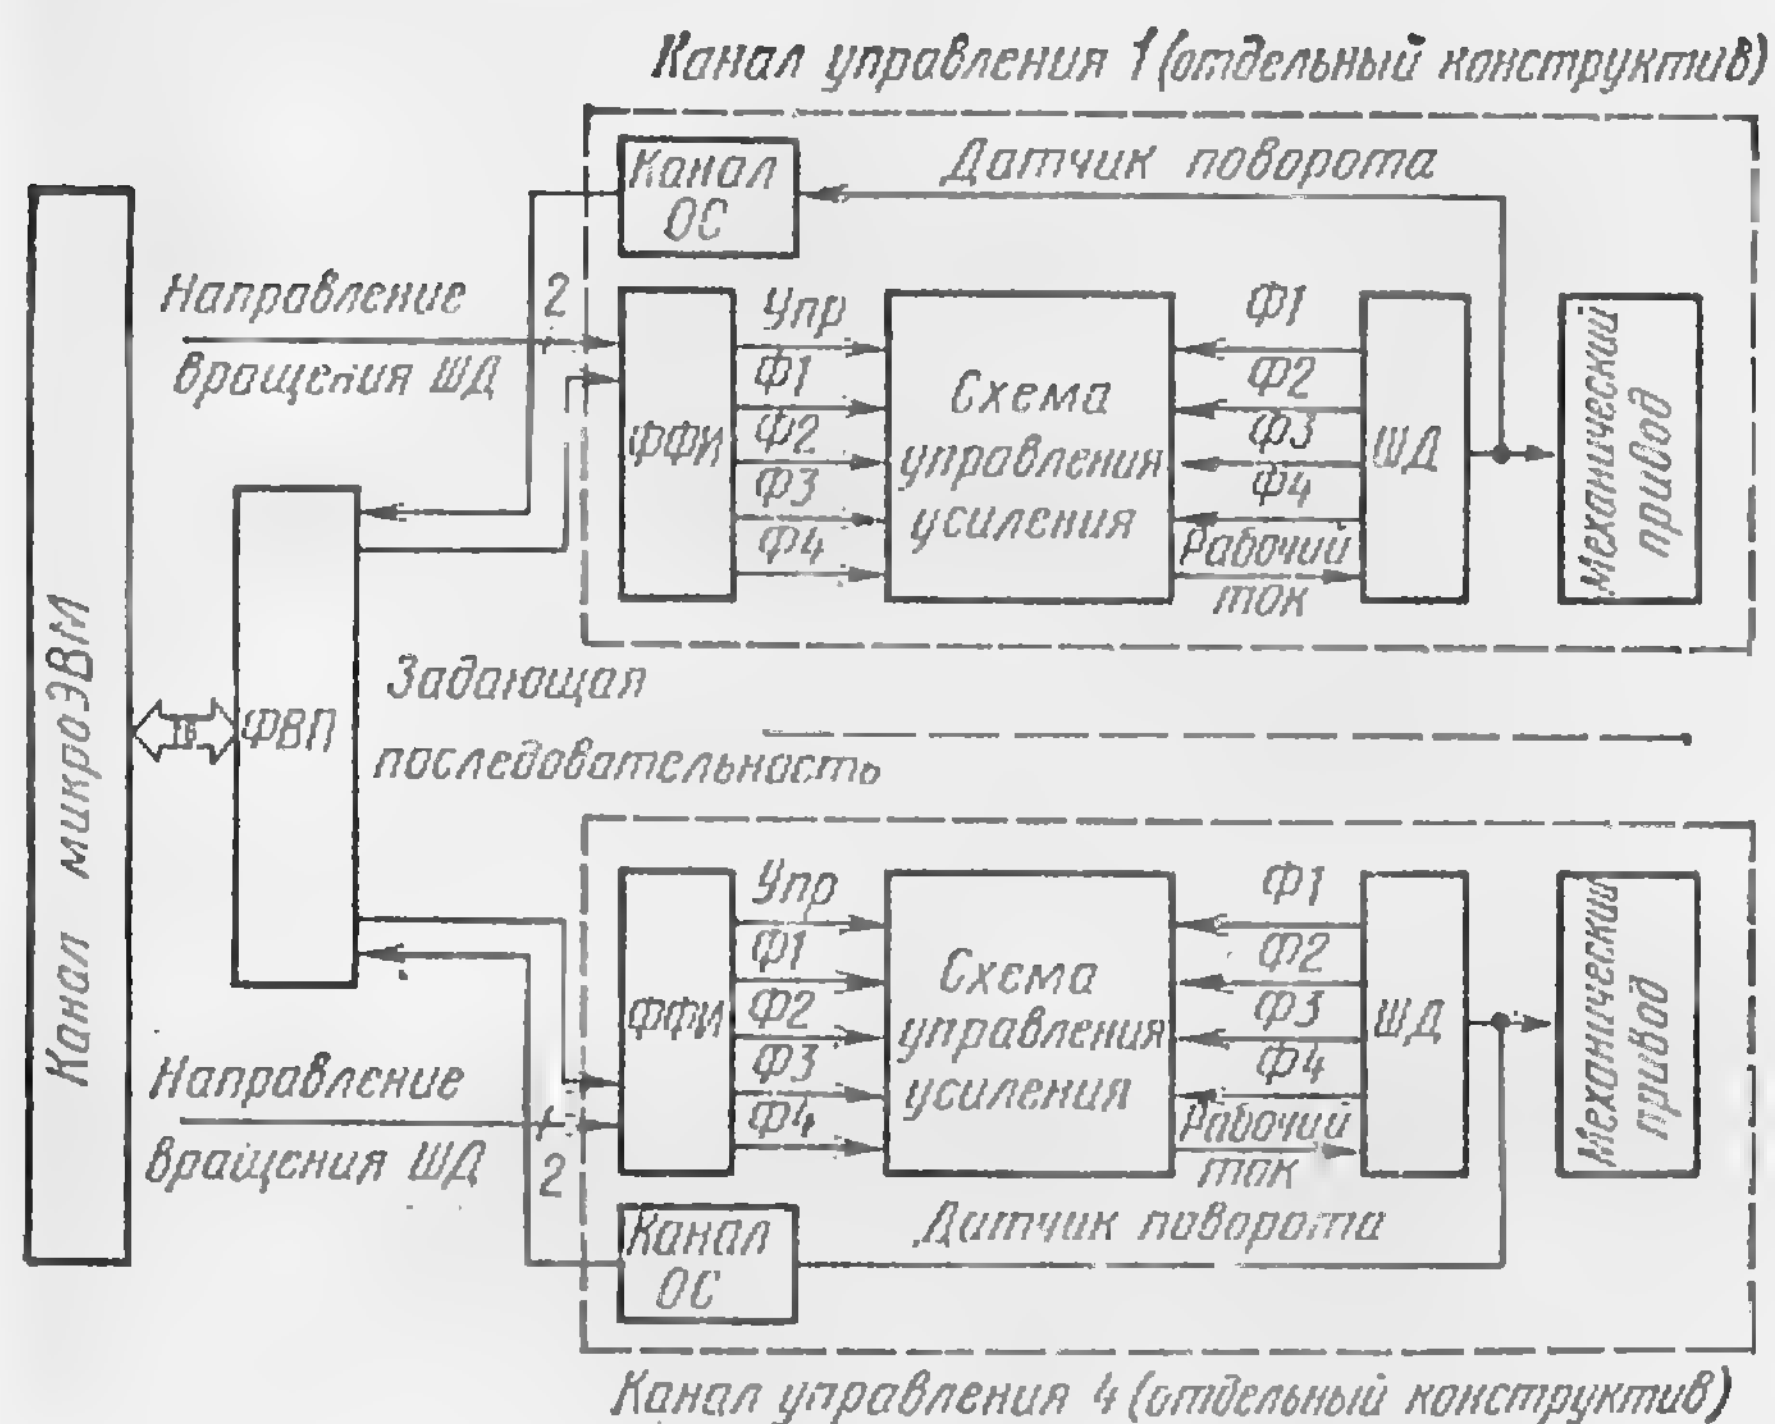 Канал управления 1 (отдельный конструктив)
Канал
ОС
Датчик поворота
Направление
вращения ШД
2
ФФИ
Упр
Ф1
Ф2
Ф3
Ф4
Схема
управления
усиления
Ф1
Ф2
Ф3
Ф4
Рабочий
ток
ШД
Механический
привод
Канал микроЭВМ
16
ФВП
Задающая
последовательность
Направление
вращения ШД
2
ФФИ
Упр
Ф1
Ф2
Ф3
Ф4
Схема
управления
усиления
Ф1
Ф2
Ф3
Ф4
Рабочий
ток
ШД
Механический
привод
Канал
ОС
Датчик поворота
Канал управления 4 (отдельный конструктив)